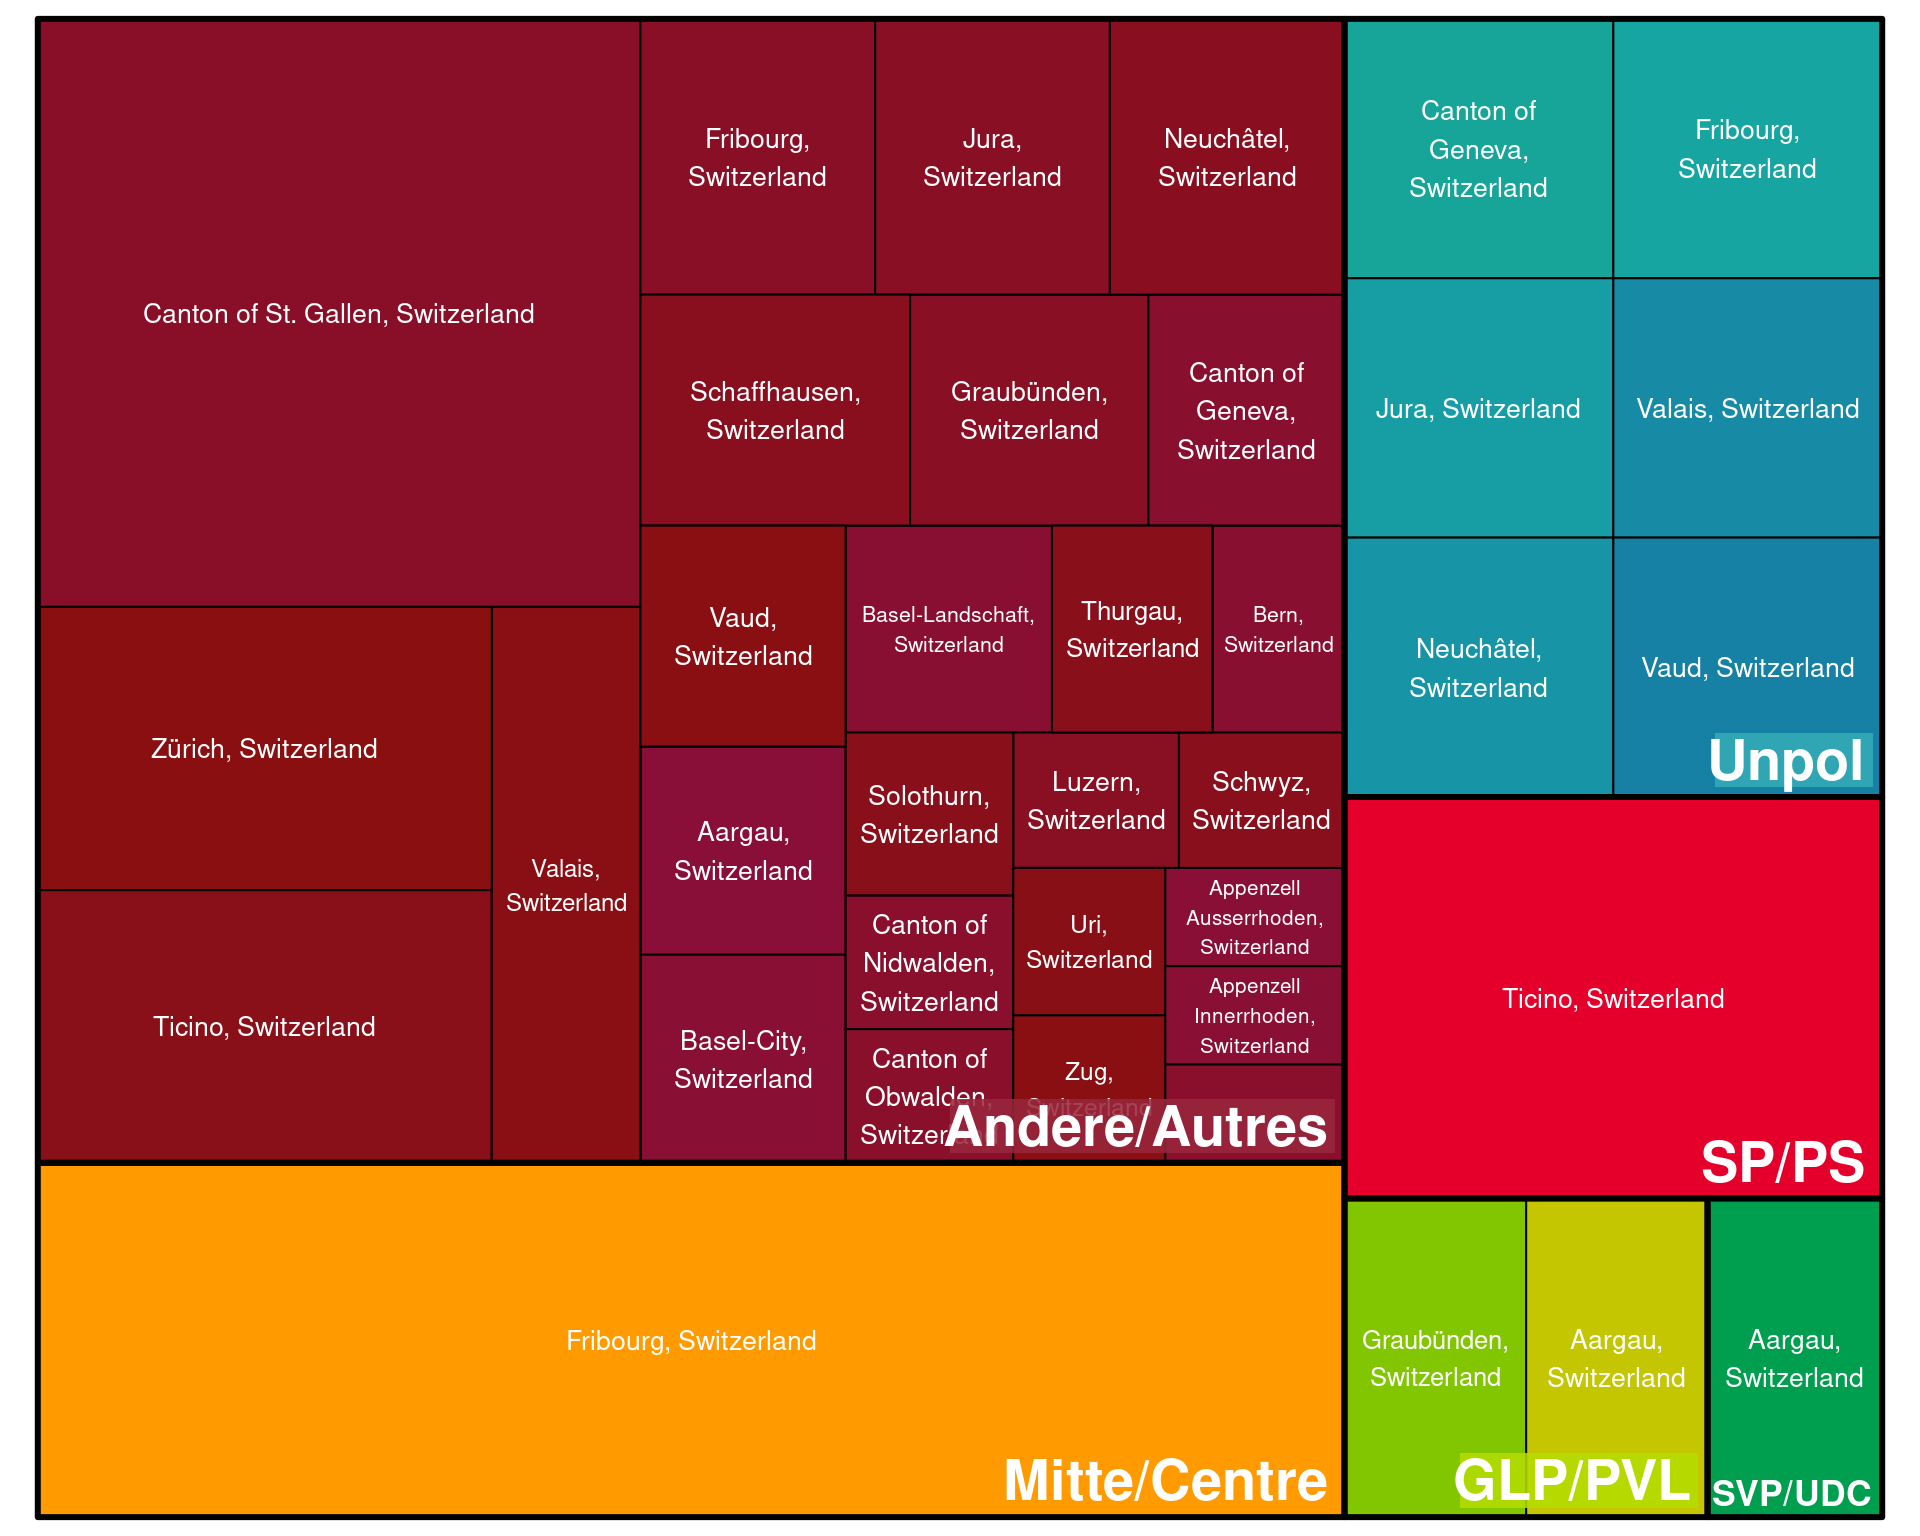 Canton of St. Gallen, Switzerland
Fribourg,
Switzerland
Jura,
Switzerland
Neuchâtel,
Switzerland
Schaffhausen,
Switzerland
Graubünden,
Switzerland
Canton of
Geneva,
Switzerland
Zürich, Switzerland
Ticino, Switzerland
Valais,
Switzerland
Vaud,
Switzerland
Basel-Landschaft,
Switzerland
Thurgau,
Switzerland
Bern,
Switzerland
Aargau,
Switzerland
Basel-City,
Switzerland
Solothurn,
Switzerland
Luzern,
Switzerland
Schwyz,
Switzerland
Canton of
Nidwalden,
Switzerland
Canton of
Obwalden,
Switzerland
Uri,
Switzerland
Zug,
Switzerland
Appenzell
Ausserrhoden,
Switzerland
Appenzell
Innerrhoden,
Switzerland
Andere/Autres
Fribourg, Switzerland
Mitte/Centre
Canton of
Geneva,
Switzerland
Fribourg,
Switzerland
Jura, Switzerland
Valais, Switzerland
Neuchâtel,
Switzerland
Vaud, Switzerland
Unpol
Ticino, Switzerland
SP/PS
Graubünden,
Switzerland
Aargau,
Switzerland
GLP/PVL
Aargau,
Switzerland
SVP/UDC